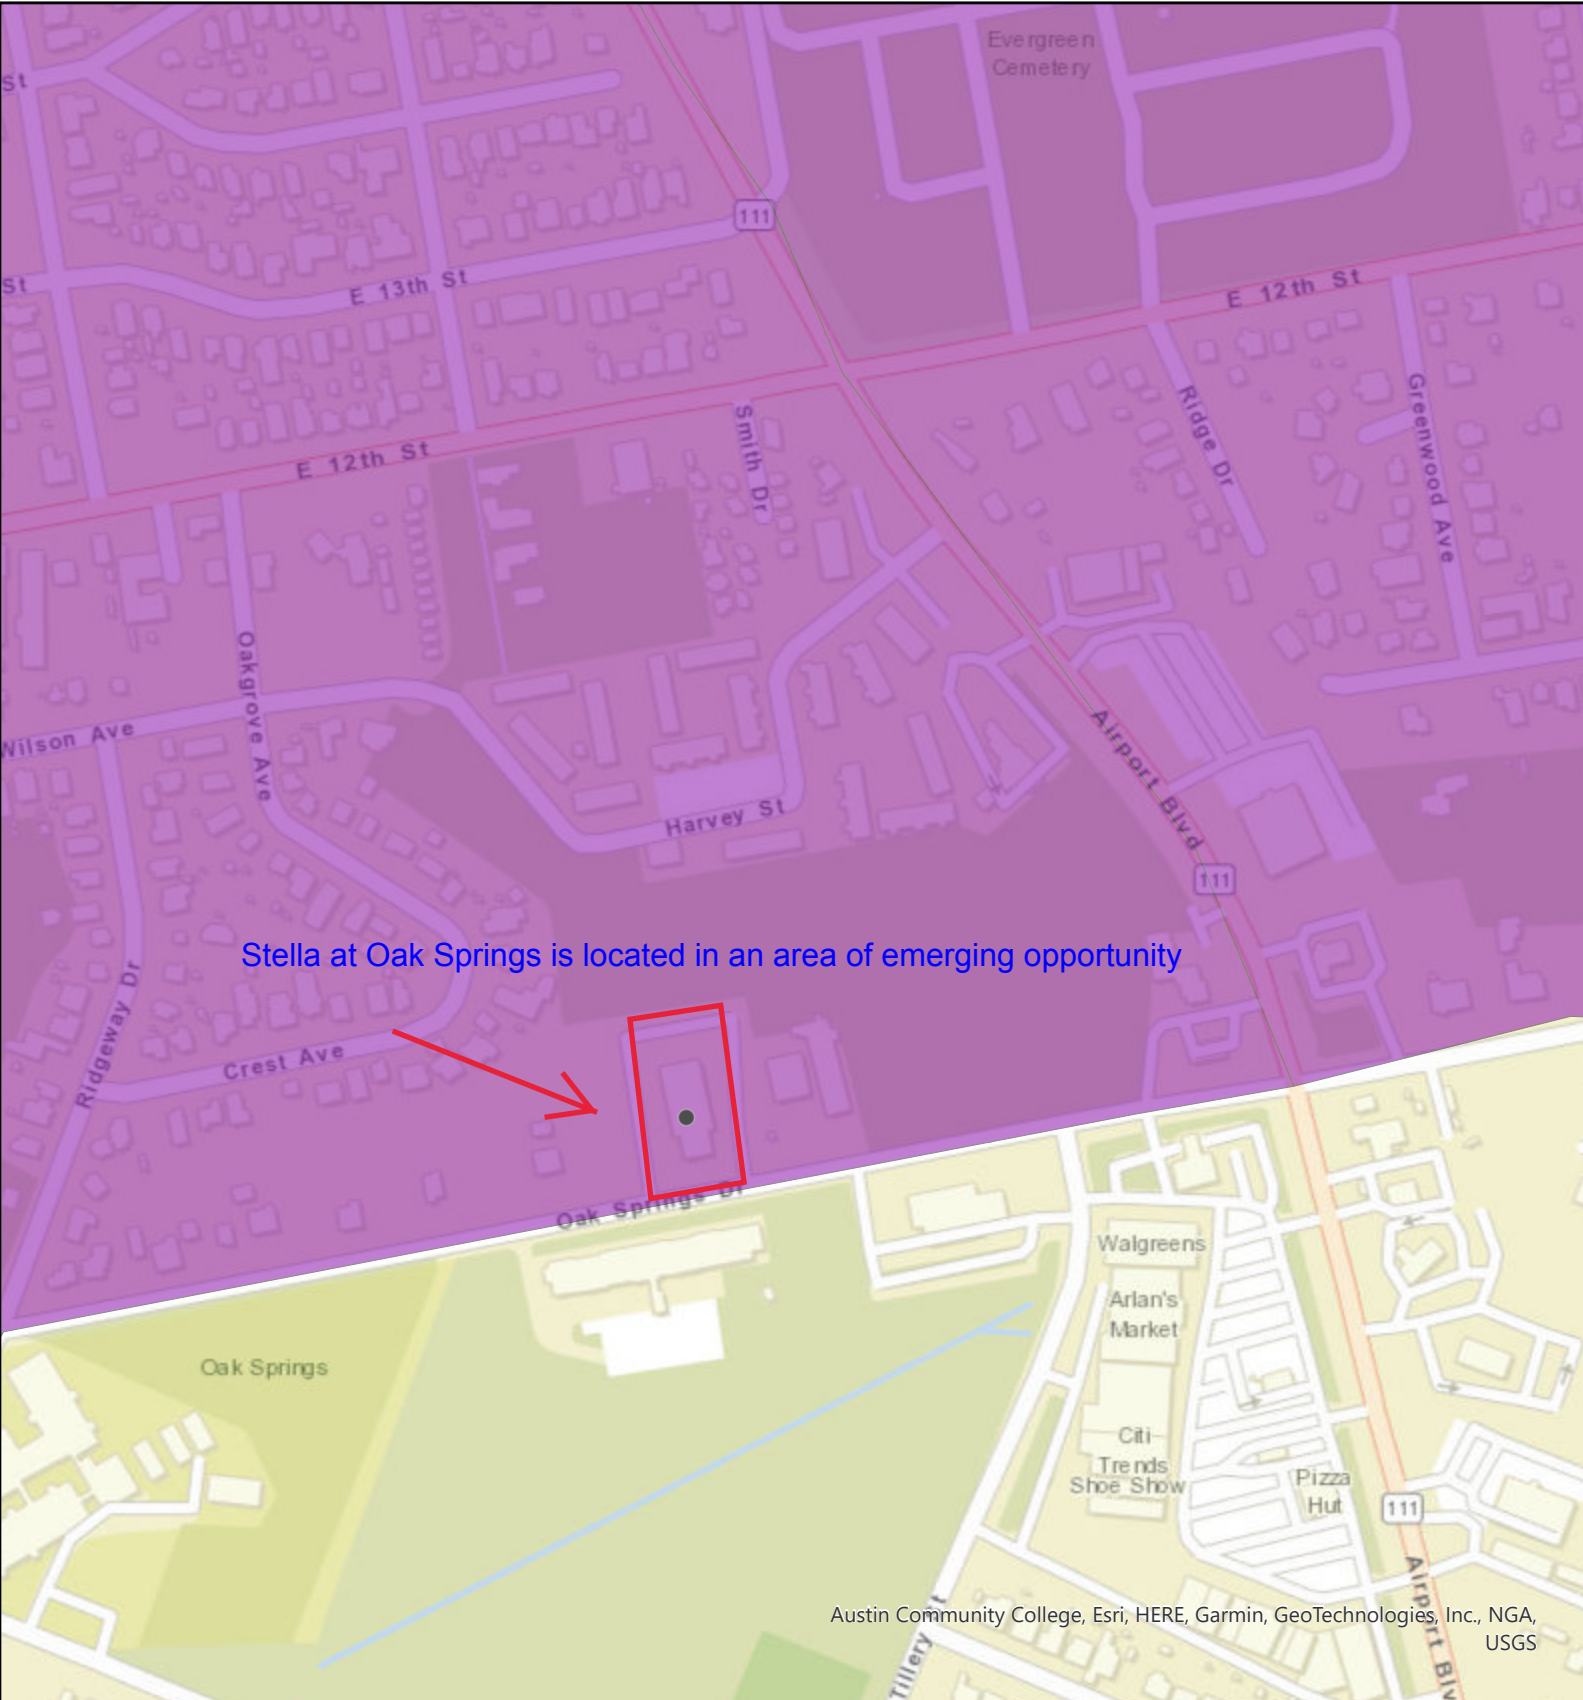 Evergreen
Cemetery
St
111
E 12th St
St
E 13th St
Greenwood Ave
Ridge Dr
Smith Dr
E 12th St
Oakgrove Ave
Wilson Ave
Airport Blvd
Harvey St
111
Stella at Oak Springs is located in an area of emerging opportunity
Ridgeway Dr
Crest Ave
Oak Springs Dr
Walgreens
Arlan's
Market
Oak Springs
Citi
Trends
Shoe Show
Pizza
Hut
111
Airport Blv
Tillery St
Austin Community College, Esri, HERE, Garmin, GeoTechnologies, Inc., NGA,
USGS